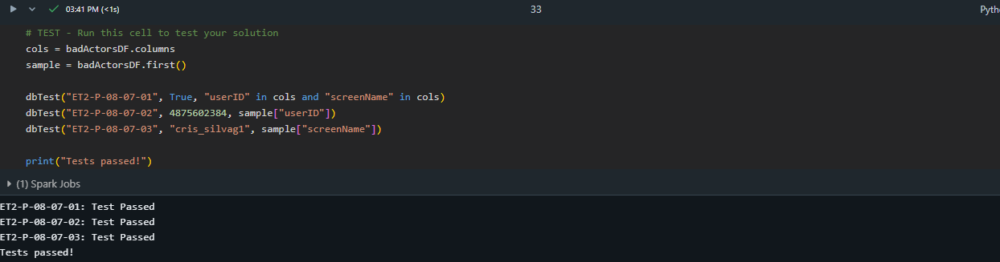 03:41 PM (<1s)
33
Pyth
# TEST - Run this cell to test your solution
cols = badActorsDF.columns
sample = badActorsDF.first()
dbTest("ET2-P-08-07-01", True, "userID" in cols and "screenName" in cols)
dbTest("ET2-P-08-07-02", 4875602384, sample["userID"])
dbTest("ET2-P-08-07-03", "cris_silvag1", sample["screenName"])
print("Tests passed!")
(1) Spark Jobs
ET2-P-08-07-01: Test Passed
ET2-P-08-07-02: Test Passed
ET2-P-08-07-03: Test Passed
Tests passed!